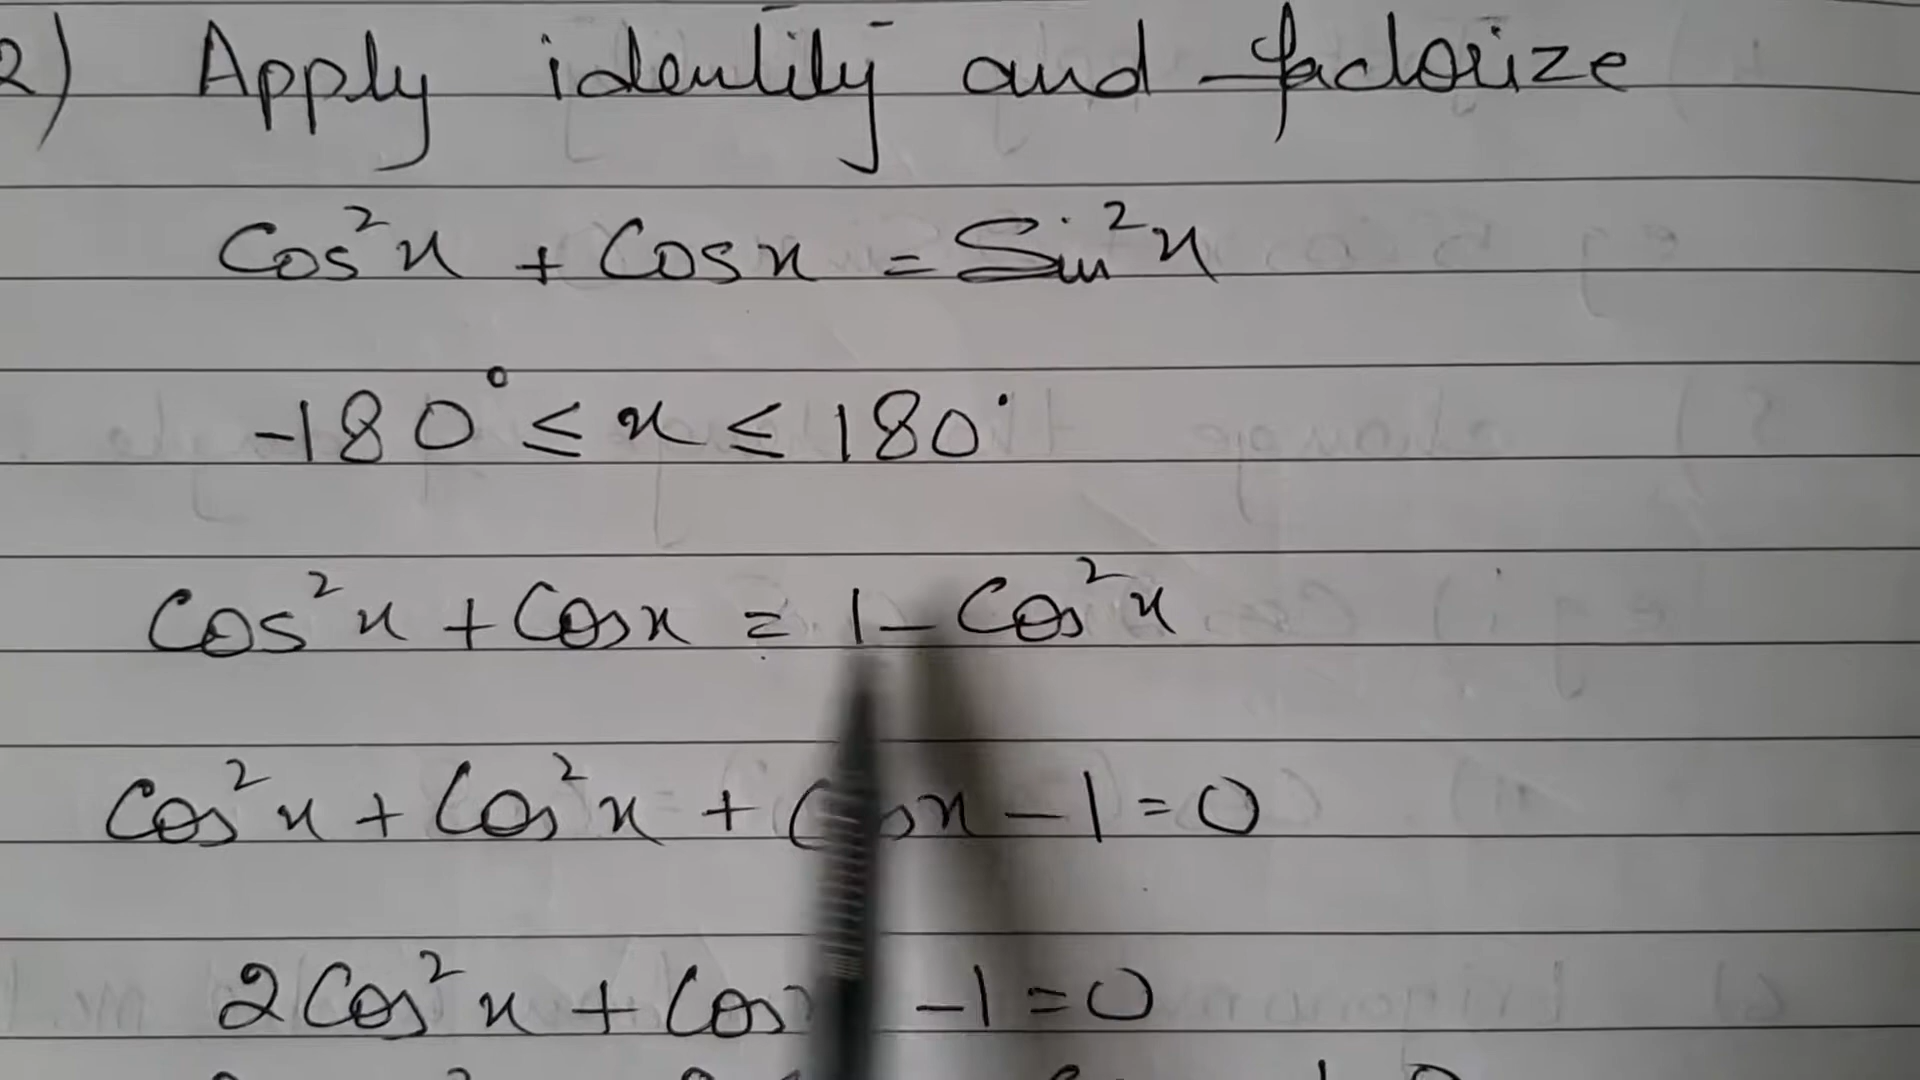 2) Apply identity and factorize
Cos²x + Cosx = Sin²x
-180° ≤ x ≤ 180°
Cos²x + Cosx = 1 - Cos²x
Cos²x + Cos²x + Cosx - 1 = 0
2Cos²x + Cosx - 1 = 0